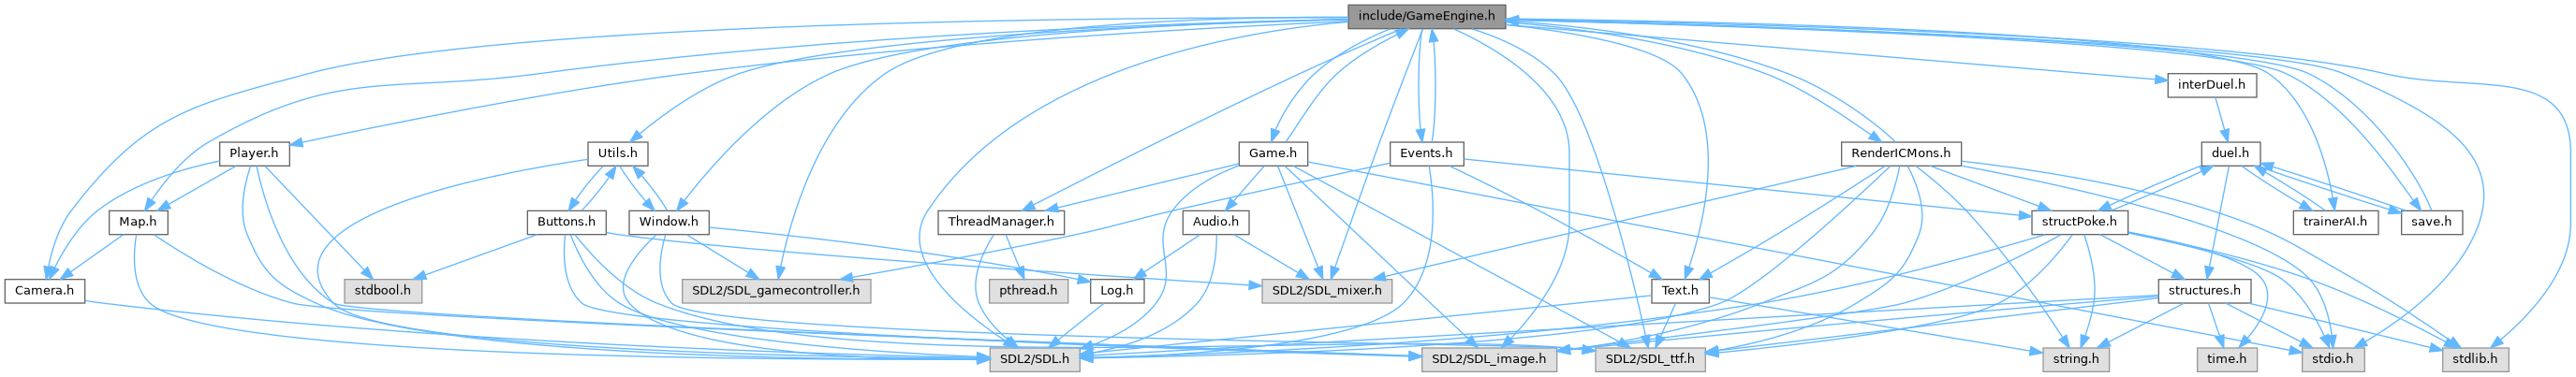 include/GameEngine.h
interDuel.h
Player.h
Utils.h
Game.h
Events.h
RenderICMons.h
duel.h
Map.h
Buttons.h
Window.h
ThreadManager.h
Audio.h
structPoke.h
trainerAI.h
save.h
Camera.h
stdbool.h
SDL2/SDL_gamecontroller.h
pthread.h
Log.h
SDL2/SDL_mixer.h
Text.h
structures.h
SDL2/SDL.h
SDL2/SDL_image.h
SDL2/SDL_ttf.h
string.h
time.h
stdio.h
stdlib.h